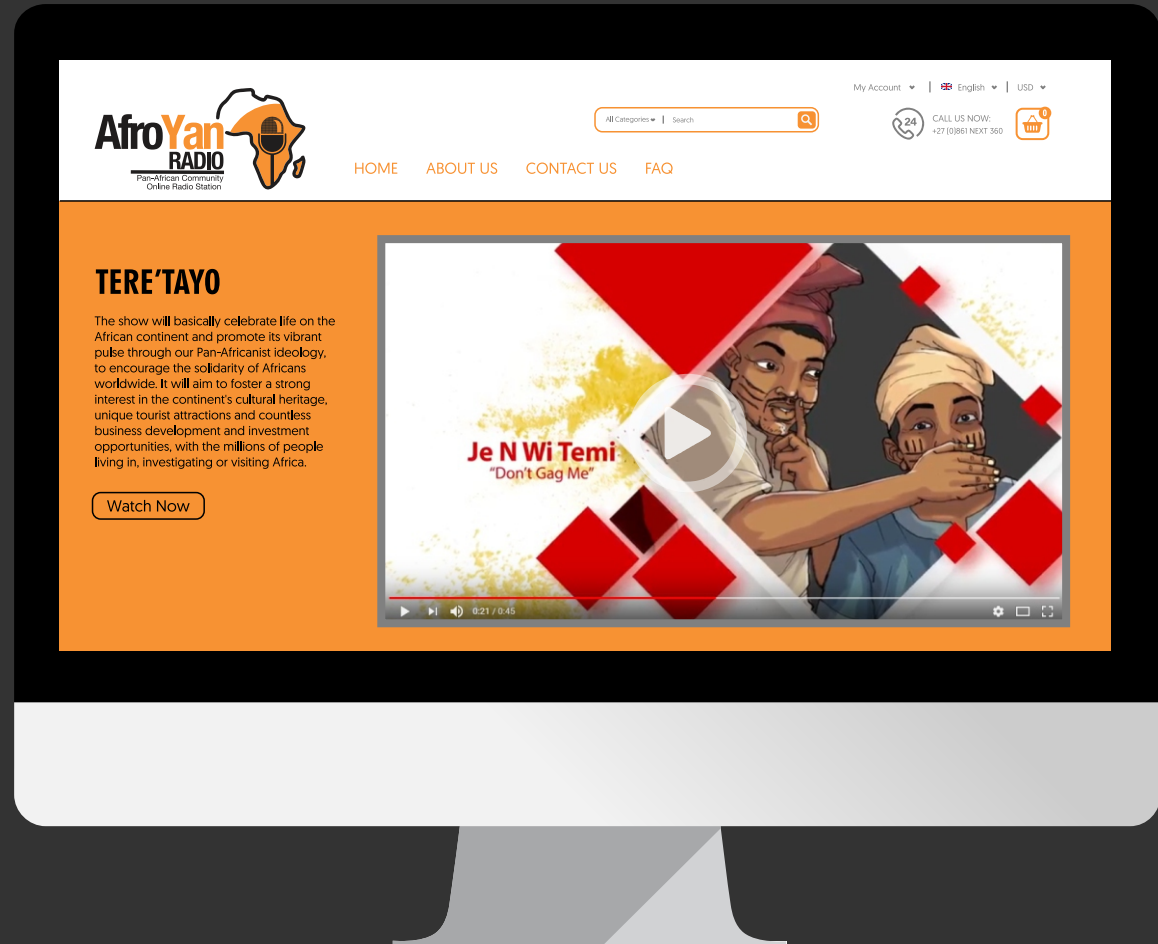 My Account
English
USD
AfroYan
RADIO
Pan-African Community
Online Radio Station
All Categories
Search
24
CALL US NOW:
+27 (0)861 NEXT 360
0
HOME
ABOUT US
CONTACT US
FAQ
TERE'TAYO
The show will basically celebrate life on the
African continent and promote its vibrant
pulse through our Pan-Africanist ideology,
to encourage the solidarity of Africans
worldwide. It will aim to foster a strong
interest in the continent's cultural heritage,
unique tourist attractions and countless
business development and investment
opportunities, with the millions of people
living in, investigating or visiting Africa.
Watch Now
Je N Wi Temi
"Don't Gag Me"
0:21 / 0:45